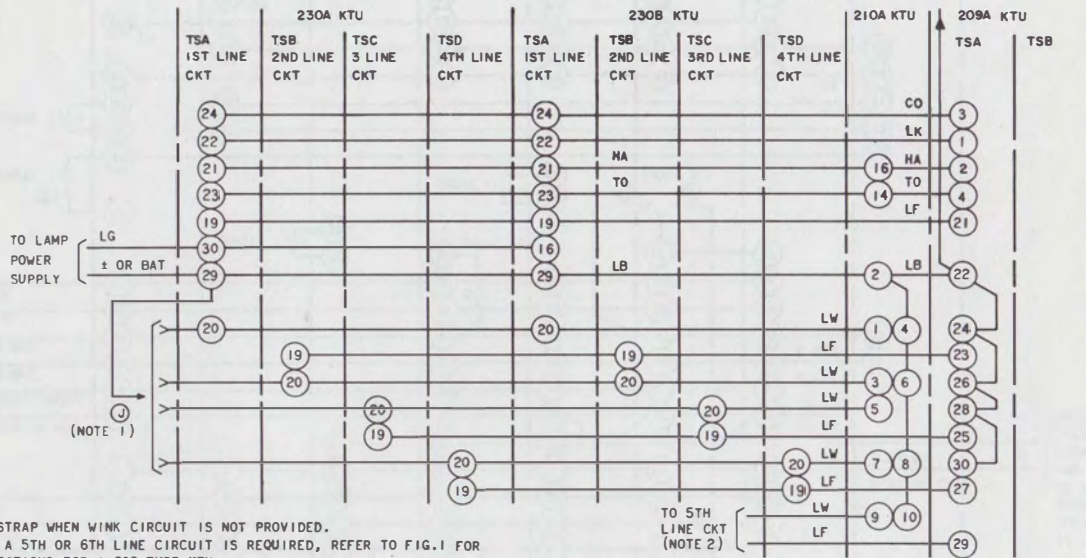 230A KTU 230B KTU 210A KTU 209A KTU
TSA TSB TSC TSD TSA TSB TSC TSD TSA TSB
1ST LINE 2ND LINE 3 LINE 4TH LINE 1ST LINE 2ND LINE 3RD LINE 4TH LINE
CKT CKT CKT CKT CKT CKT CKT CKT
24 24 CO 3
22 22 LK 1
21 21 HA 16 HA 2
23 23 TO 14 TO 4
19 19 LF 21
TO LAMP
POWER
SUPPLY
LG 30 16
± OR BAT 29 29 LB 2 LB 22
20 20 LW 1 4 24
19 19 LF 23
20 20 LW 3 6 26
20 20 LW 5 28
19 19 LF 25
20 20 LW 7 8 30
19 19 LF 27
J
(NOTE 1)
TO 5TH
LINE CKT
(NOTE 2)
LW 9 10
LF 29
STRAP WHEN WINK CIRCUIT IS NOT PROVIDED.
A 5TH OR 6TH LINE CIRCUIT IS REQUIRED, REFER TO FIG.1 FOR